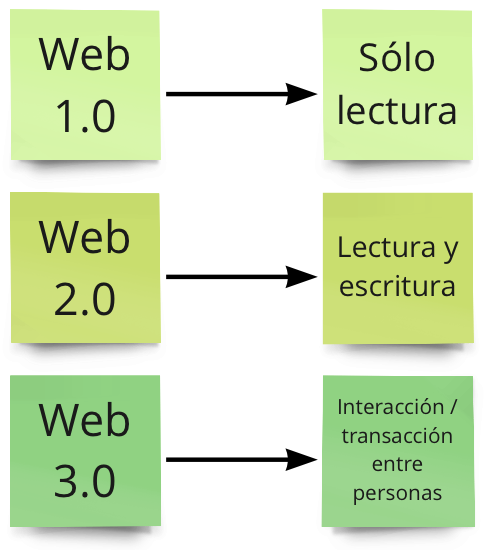 Web
1.0
Sólo
lectura
Web
2.0
Lectura y
escritura
Web
3.0
Interacción /
transacción
entre
personas